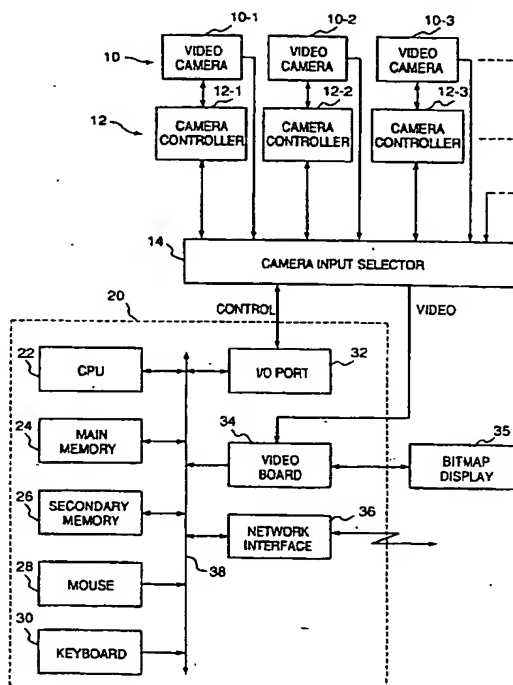 10-1
10-2
10-3
10
VIDEO CAMERA
VIDEO CAMERA
VIDEO CAMERA
12-1
12-2
12-3
12
CAMERA CONTROLLER
CAMERA CONTROLLER
CAMERA CONTROLLER
14
CAMERA INPUT SELECTOR
20
CONTROL
VIDEO
22
CPU
32
I/O PORT
24
MAIN MEMORY
34
VIDEO BOARD
35
BITMAP DISPLAY
26
SECONDARY MEMORY
36
NETWORK INTERFACE
28
MOUSE
38
30
KEYBOARD